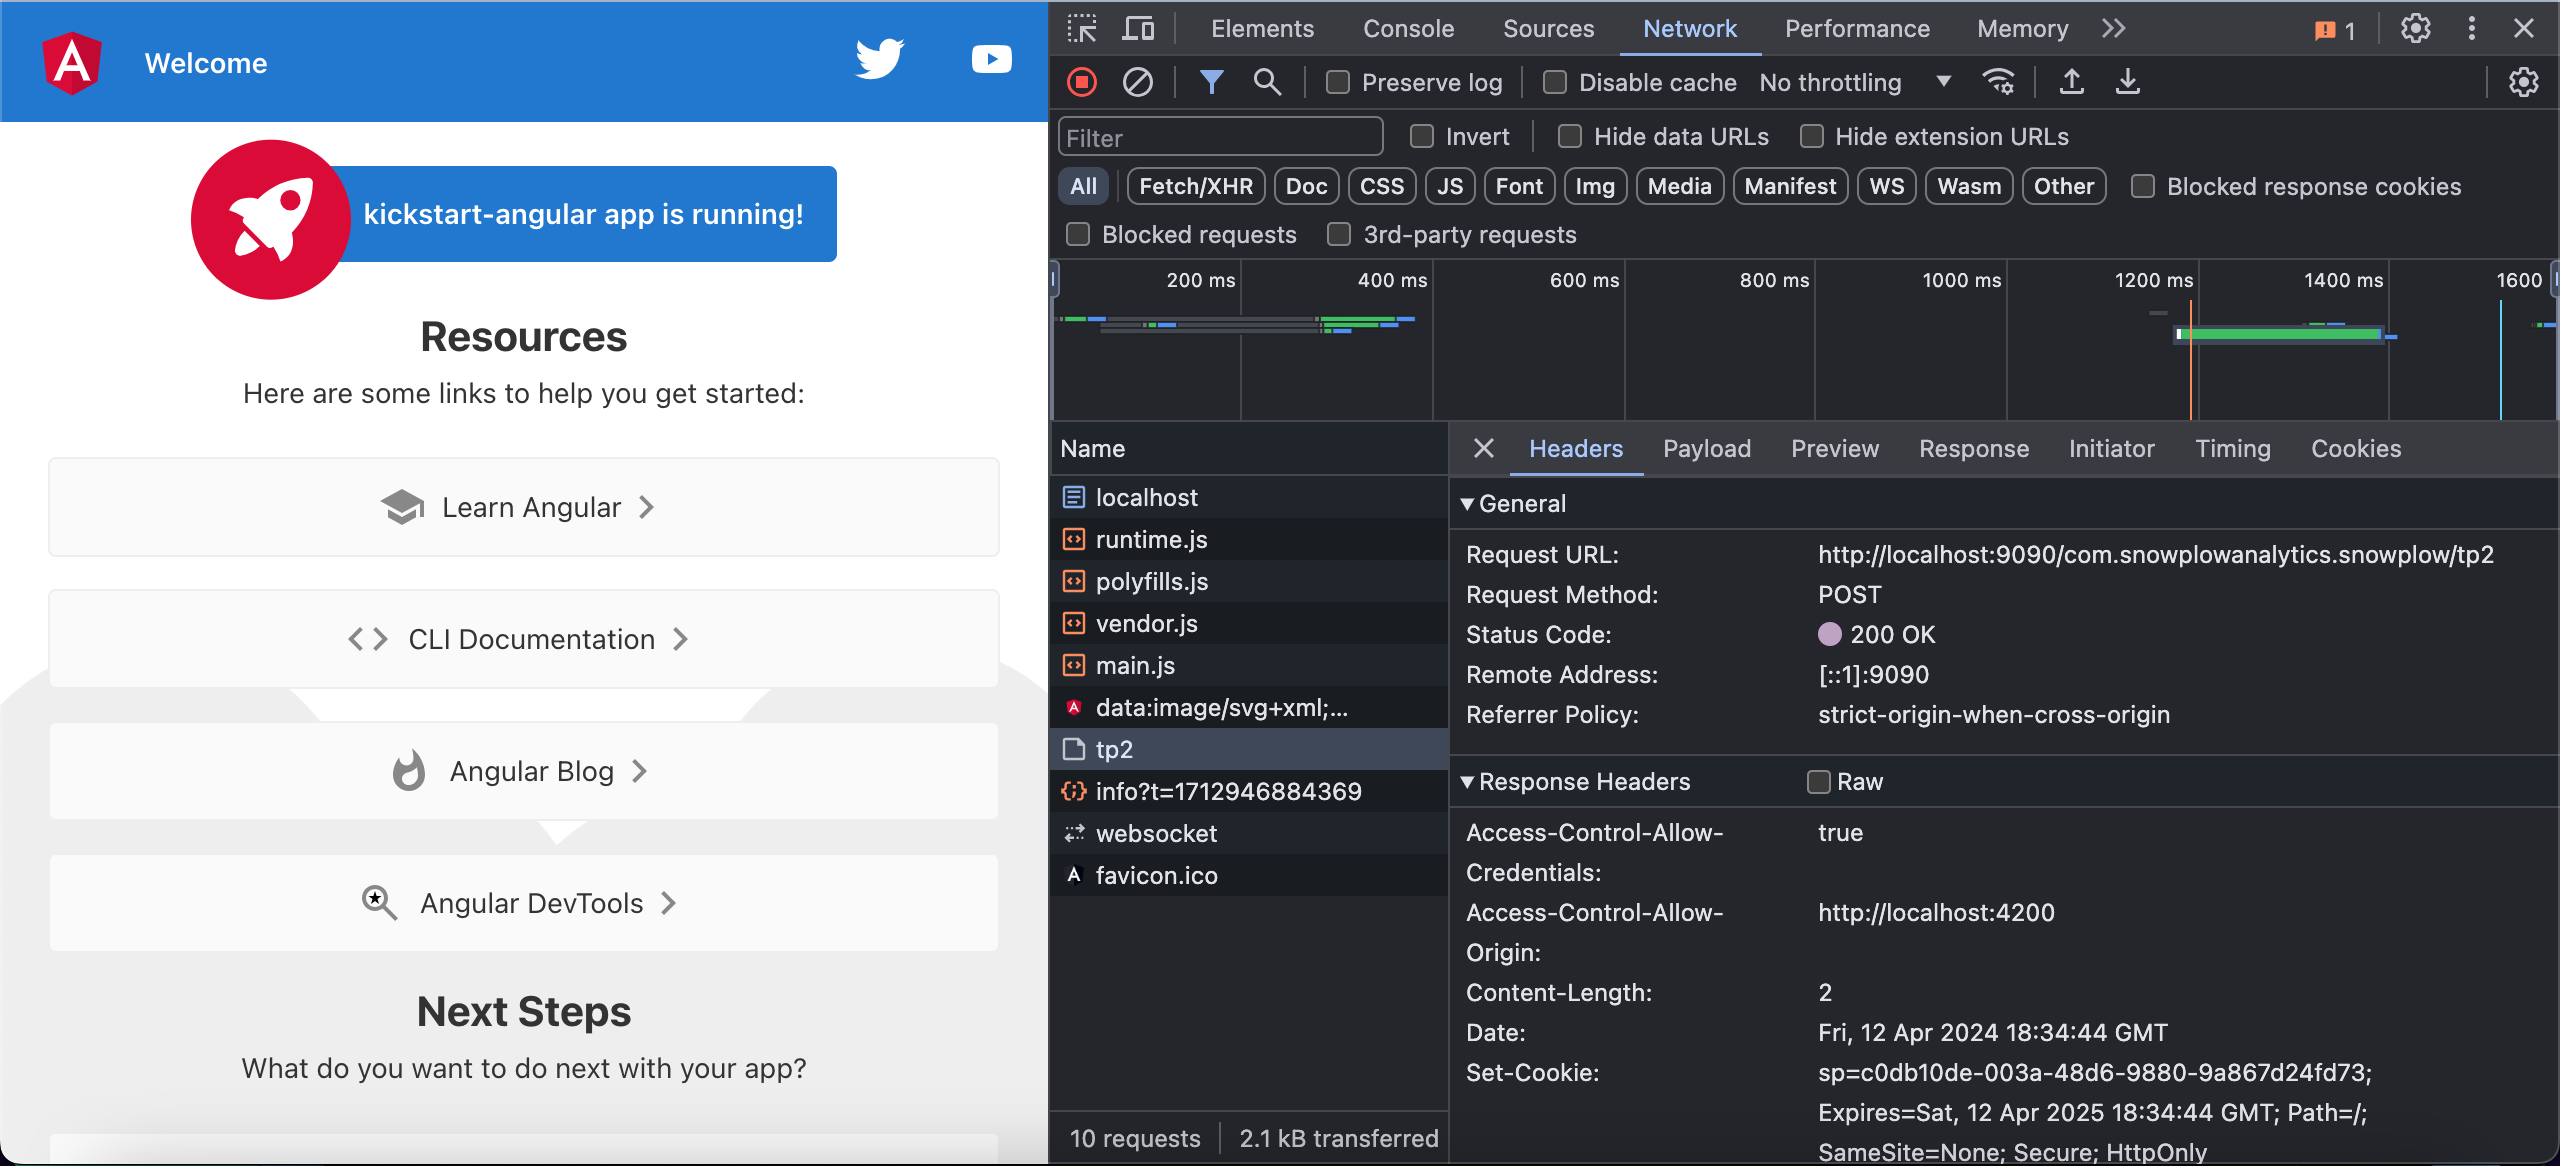 Welcome
kickstart-angular app is running!
Resources
Here are some links to help you get started:
Learn Angular
CLI Documentation
Angular Blog
Angular DevTools
Next Steps
What do you want to do next with your app?
Elements Console Sources Network Performance Memory 1
Preserve log Disable cache No throttling
Filter Invert Hide data URLs Hide extension URLs
All Fetch/XHR Doc CSS JS Font Img Media Manifest WS Wasm Other Blocked response cookies
Blocked requests 3rd-party requests
200 ms 400 ms 600 ms 800 ms 1000 ms 1200 ms 1400 ms 1600
Name
localhost
runtime.js
polyfills.js
vendor.js
main.js
data:image/svg+xml;...
tp2
info?t=1712946884369
websocket
favicon.ico
10 requests 2.1 kB transferred
Headers Payload Preview Response Initiator Timing Cookies
General
Request URL: http://localhost:9090/com.snowplowanalytics.snowplow/tp2
Request Method: POST
Status Code: 200 OK
Remote Address: [::1]:9090
Referrer Policy: strict-origin-when-cross-origin
Response Headers Raw
Access-Control-Allow- true
Credentials:
Access-Control-Allow- http://localhost:4200
Origin:
Content-Length: 2
Date: Fri, 12 Apr 2024 18:34:44 GMT
Set-Cookie: sp=c0db10de-003a-48d6-9880-9a867d24fd73;
Expires=Sat, 12 Apr 2025 18:34:44 GMT; Path=/;
SameSite=None; Secure; HttpOnly